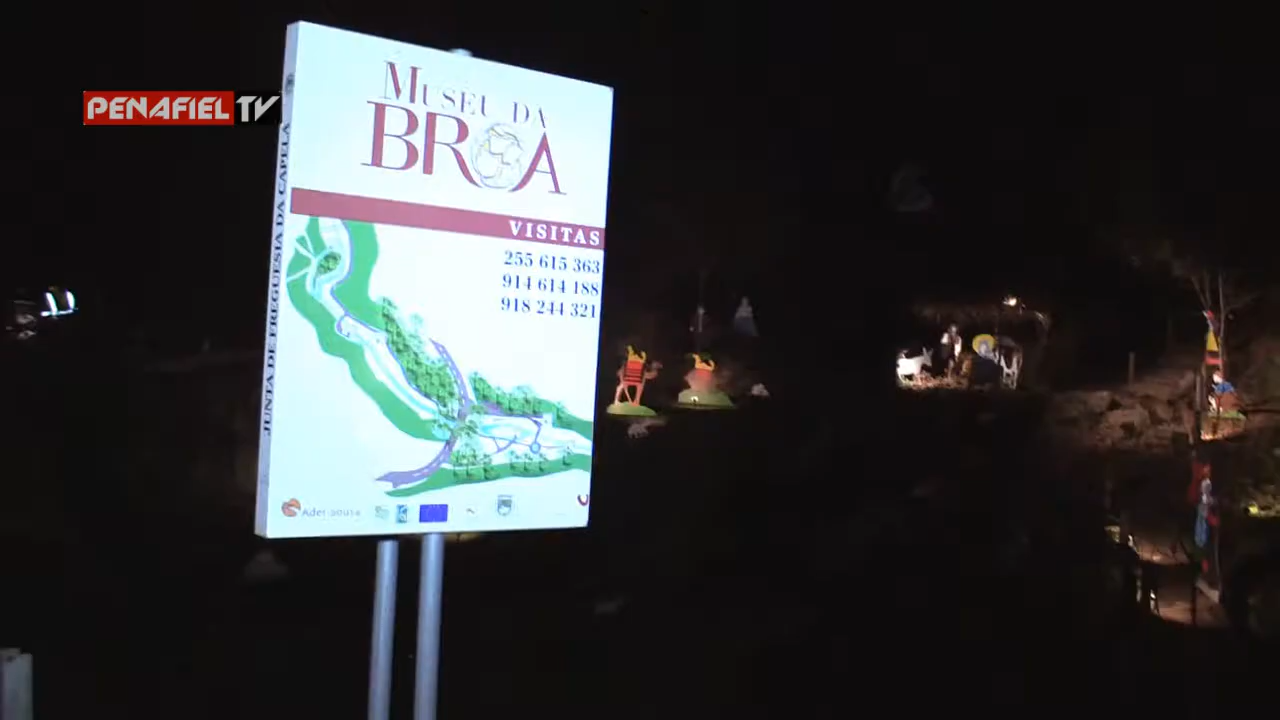 PENAFIEL TV
MUSEU DA
BROA
VISITAS
255 615 363
914 614 188
918 244 321
JUNTA DE FREGUESIA DA CAPELA
Ader-sousa